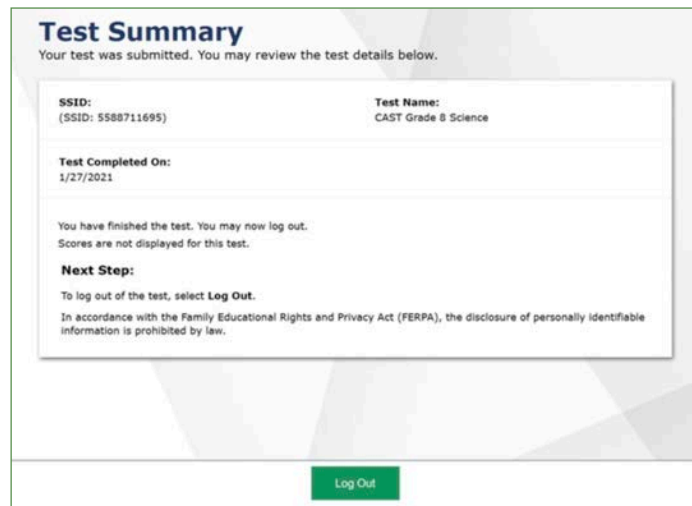 Test Summary
Your test was submitted. You may review the test details below.
SSID:
(SSID: 5588711695)
Test Name:
CAST Grade 8 Science
Test Completed On:
1/27/2021
You have finished the test. You may now log out.
Scores are not displayed for this test.
Next Step:
To log out of the test, select Log Out.
In accordance with the Family Educational Rights and Privacy Act (FERPA), the disclosure of personally identifiable
information is prohibited by law.
Log Out